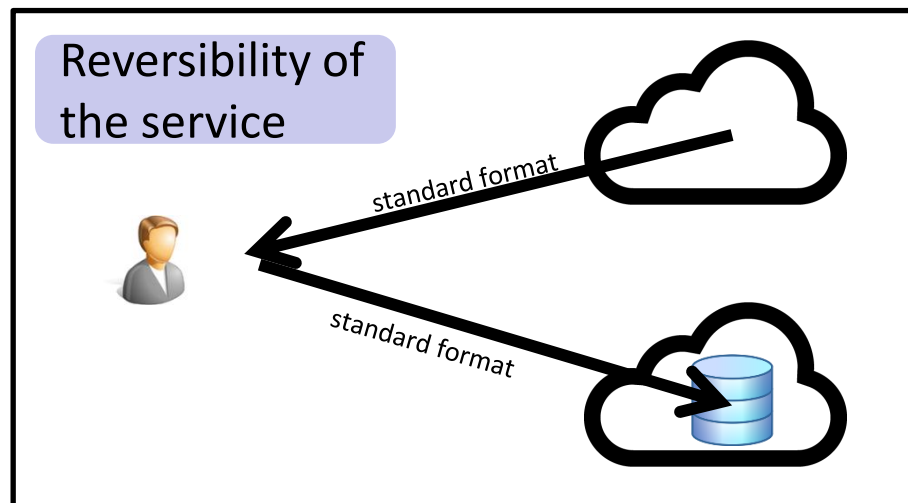 Reversibility of
the service
standard format
standard format